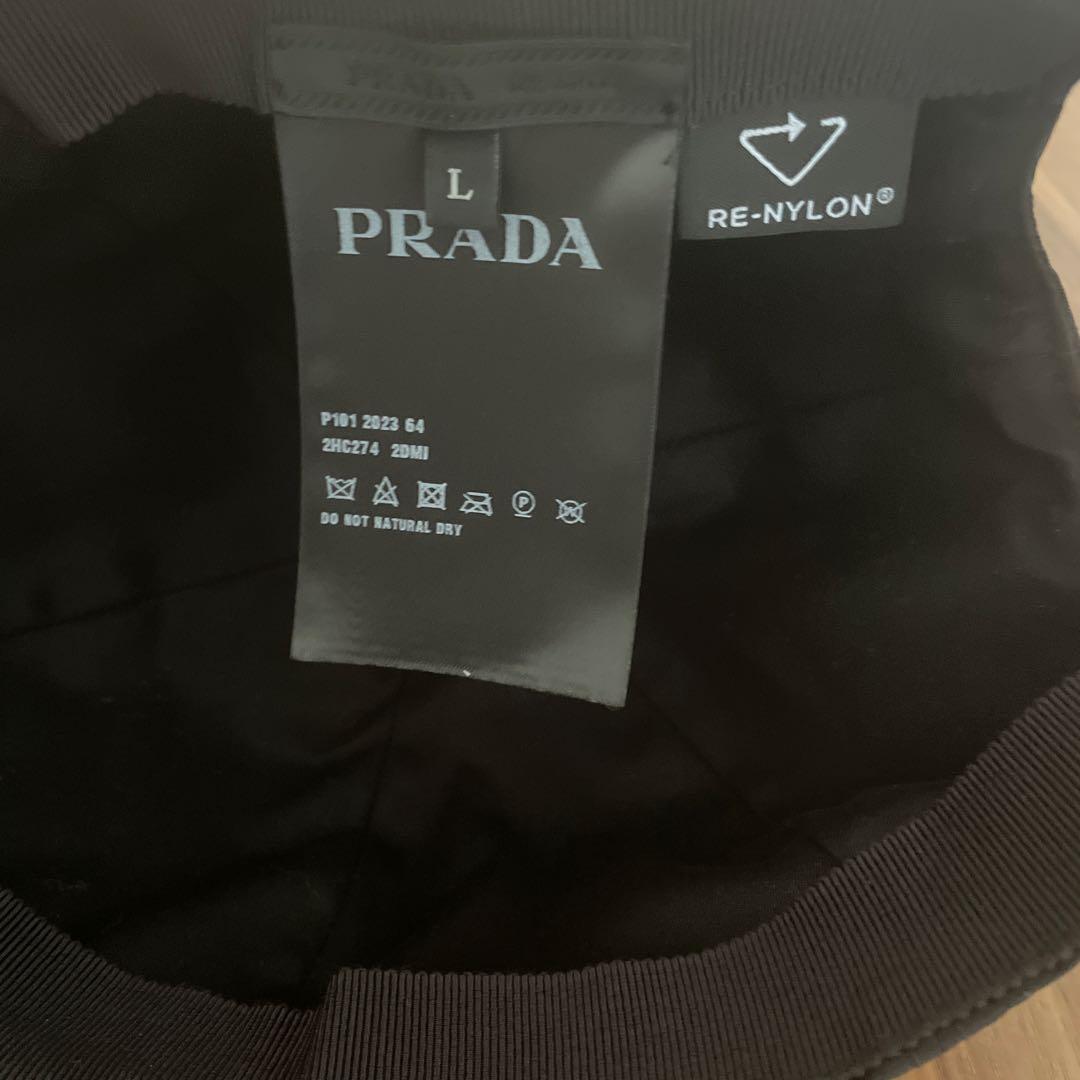 PRADA
L
PRADA
RE-NYLON®
P101 2023 64
2HC274 2DMI
P
W
DO NOT NATURAL DRY